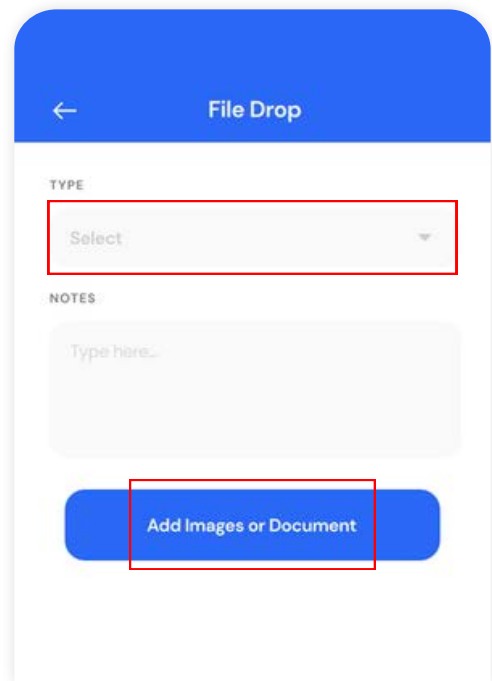 File Drop
TYPE
Select
NOTES
Type here...
Add Images or Document